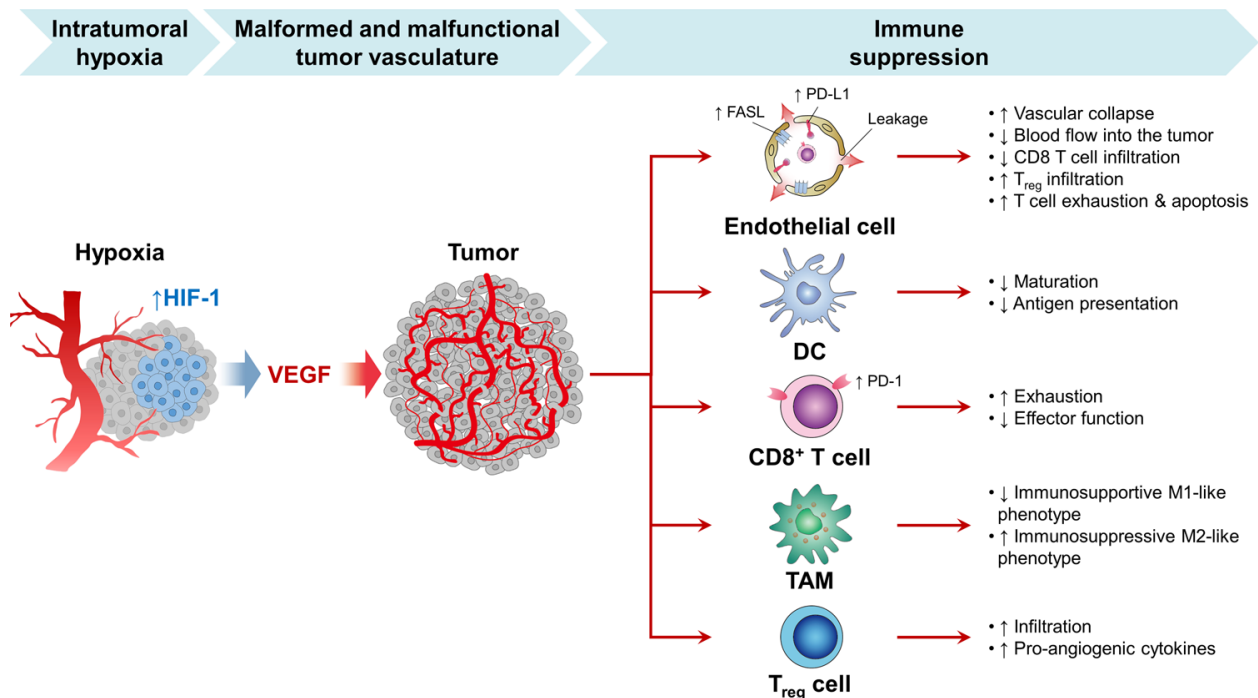 Intratumoral
hypoxia
Malformed and malfunctional
tumor vasculature
Immune
suppression
Hypoxia
↑HIF-1
VEGF
Tumor
↑ FASL
↑ PD-L1
Leakage
Endothelial cell
• ↑ Vascular collapse
• ↓ Blood flow into the tumor
• ↓ CD8 T cell infiltration
• ↑ Treg infiltration
• ↑ T cell exhaustion & apoptosis
DC
• ↓ Maturation
• ↓ Antigen presentation
↑ PD-1
CD8⁺ T cell
• ↑ Exhaustion
• ↓ Effector function
TAM
• ↓ Immunosupportive M1-like
phenotype
• ↑ Immunosuppressive M2-like
phenotype
Treg cell
• ↑ Infiltration
• ↑ Pro-angiogenic cytokines